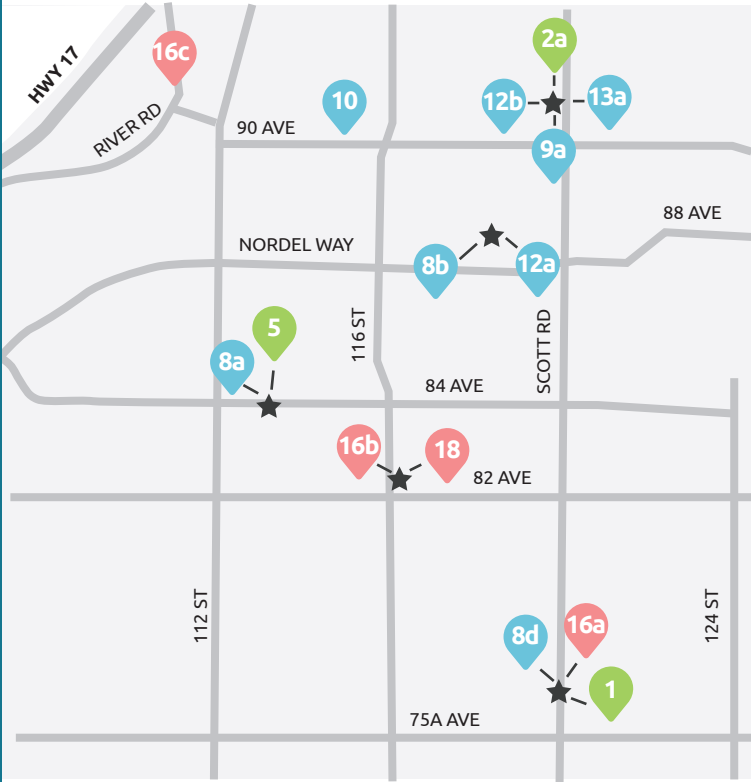 HWY 17
16c
RIVER RD
10
2a
12b
13a
9a
90 AVE
88 AVE
NORDEL WAY
8b
12a
116 ST
SCOTT RD
5
8a
84 AVE
16b
18
82 AVE
112 ST
124 ST
8d
16a
1
75A AVE